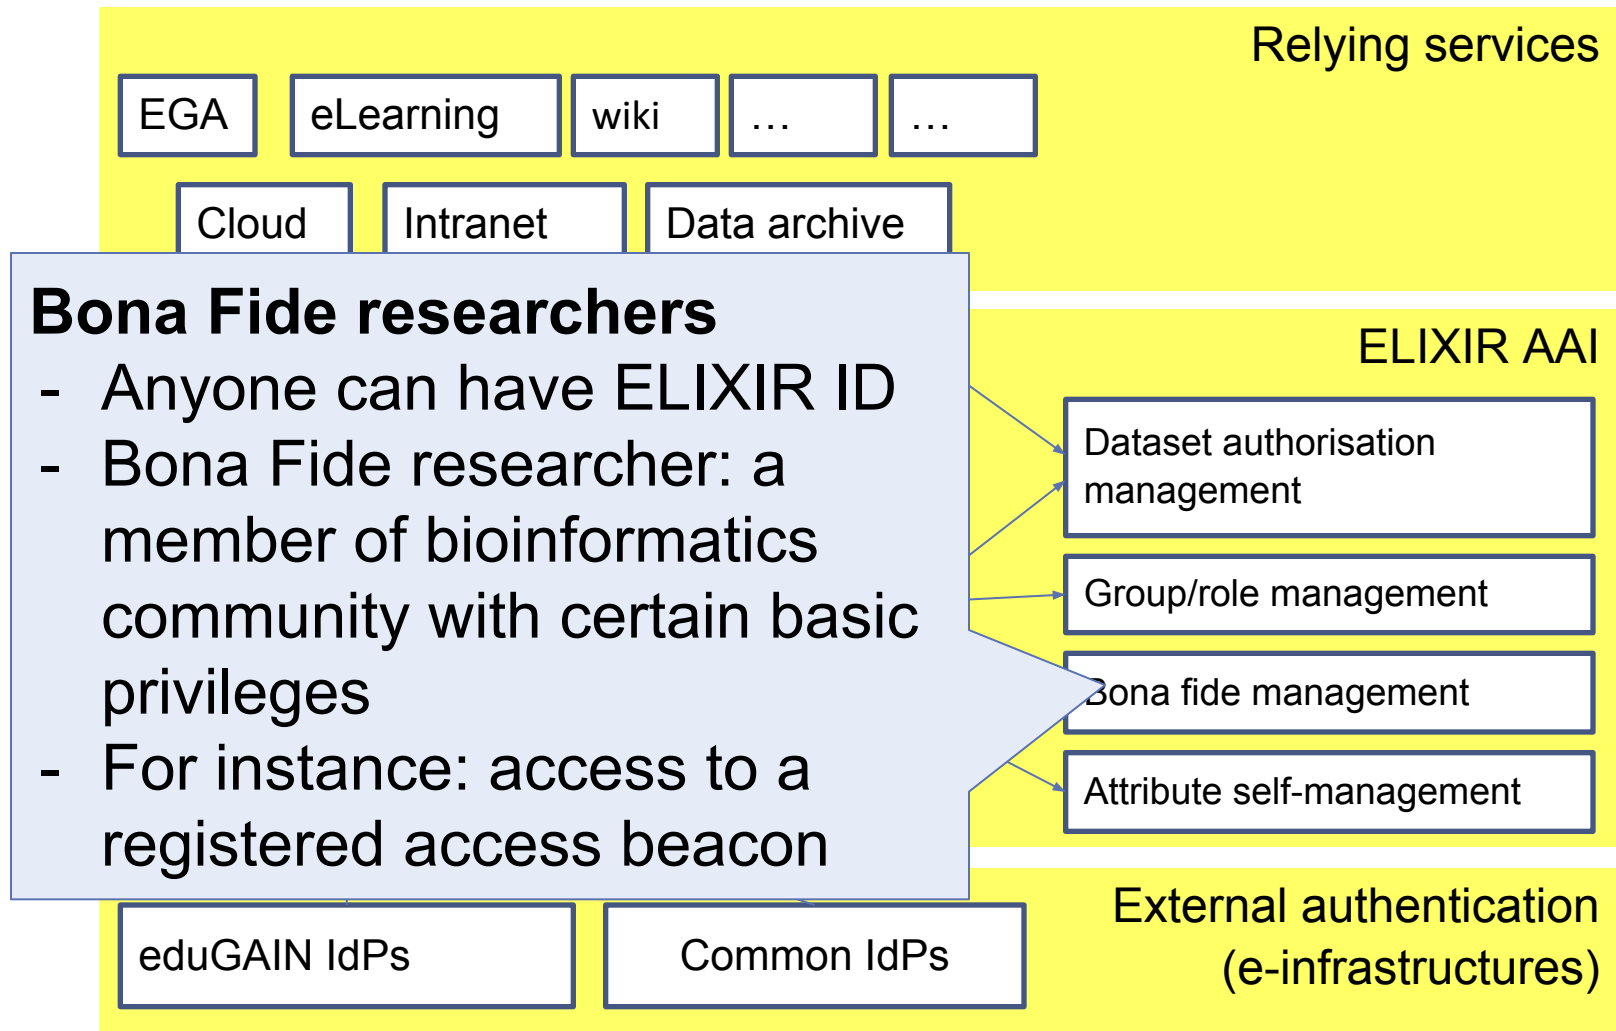 Relying services
EGA
eLearning
wiki
…
…
Cloud
Intranet
Data archive
Bona Fide researchers
- Anyone can have ELIXIR ID
- Bona Fide researcher: a
member of bioinformatics
community with certain basic
privileges
- For instance: access to a
registered access beacon
ELIXIR AAI
Dataset authorisation
management
Group/role management
Bona fide management
Attribute self-management
External authentication
(e-infrastructures)
eduGAIN IdPs
Common IdPs